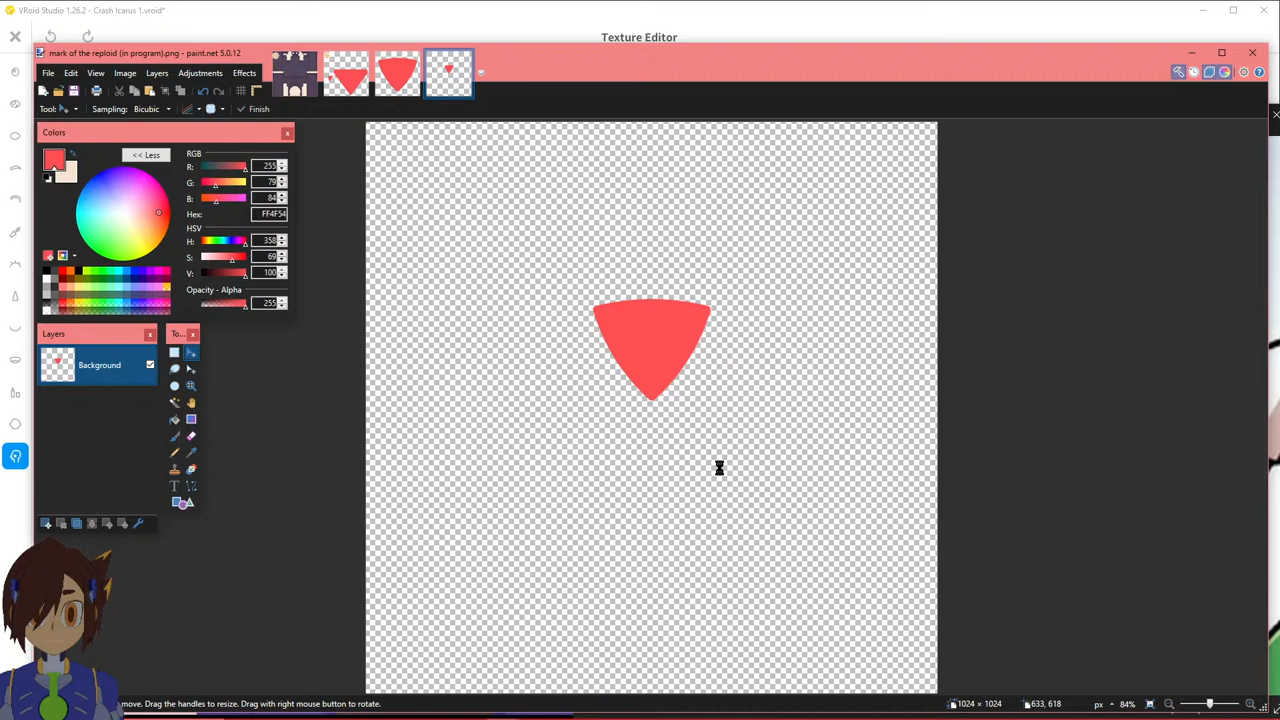 VRoid Studio 1.26.2 - Crash Icarus 1.vroid*
Texture Editor
mark of the reploid (in program).png - paint.net 5.0.12
File Edit View Image Layers Adjustments Effects
Tool: Sampling: Bicubic Finish
Colors
<< Less
RGB
R: 255
G: 79
B: 84
Hex: FF4F54
HSV
H: 358
S: 69
V: 100
Opacity - Alpha
255
Layers
To...
Background
move. Drag the handles to resize. Drag with right mouse button to rotate.
1024 × 1024
633, 618
px
84%